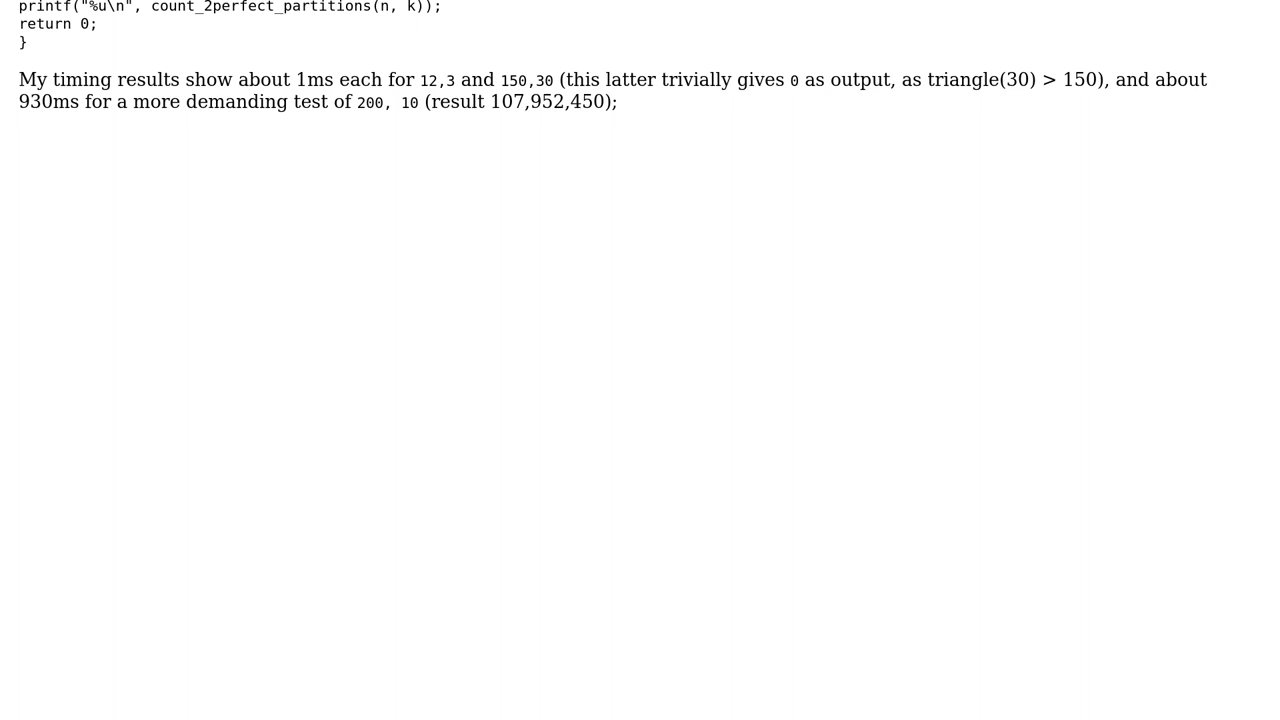 printf("%u\n", count_2perfect_partitions(n, k));
return 0;
}
My timing results show about 1ms each for 12,3 and 150,30 (this latter trivially gives 0 as output, as triangle(30) > 150), and about
930ms for a more demanding test of 200, 10 (result 107,952,450);